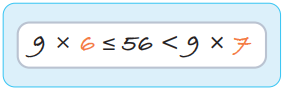 9 × 6 ≤ 56 < 9 × 7